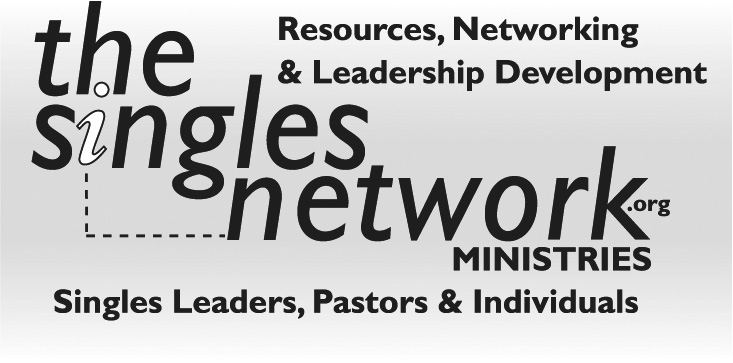 the
Resources, Networking
& Leadership Development
singles
network.org
MINISTRIES
Singles Leaders, Pastors & Individuals